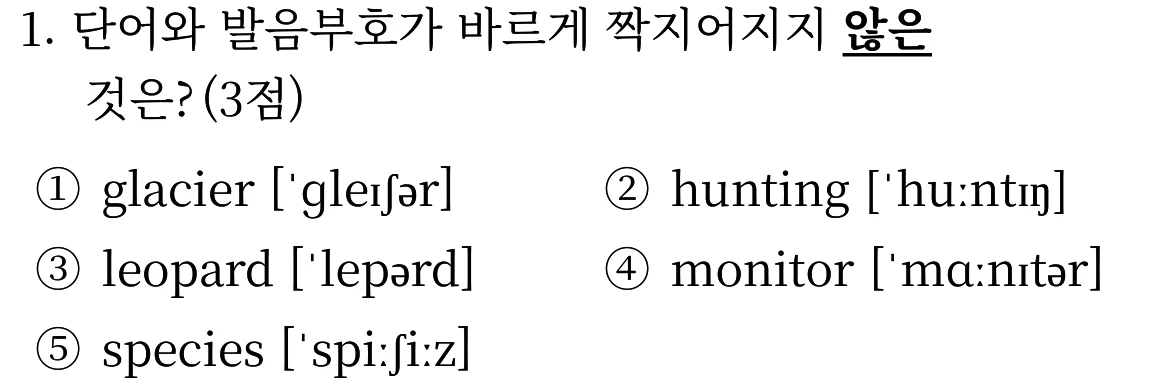 1. 단어와 발음부호가 바르게 짝지어지지 않은
것은?(3점)
① glacier [ˈɡleɪʃər] ② hunting [ˈhuːntɪŋ]
③ leopard [ˈlepərd] ④ monitor [ˈmɑːnɪtər]
⑤ species [ˈspiːʃiːz]